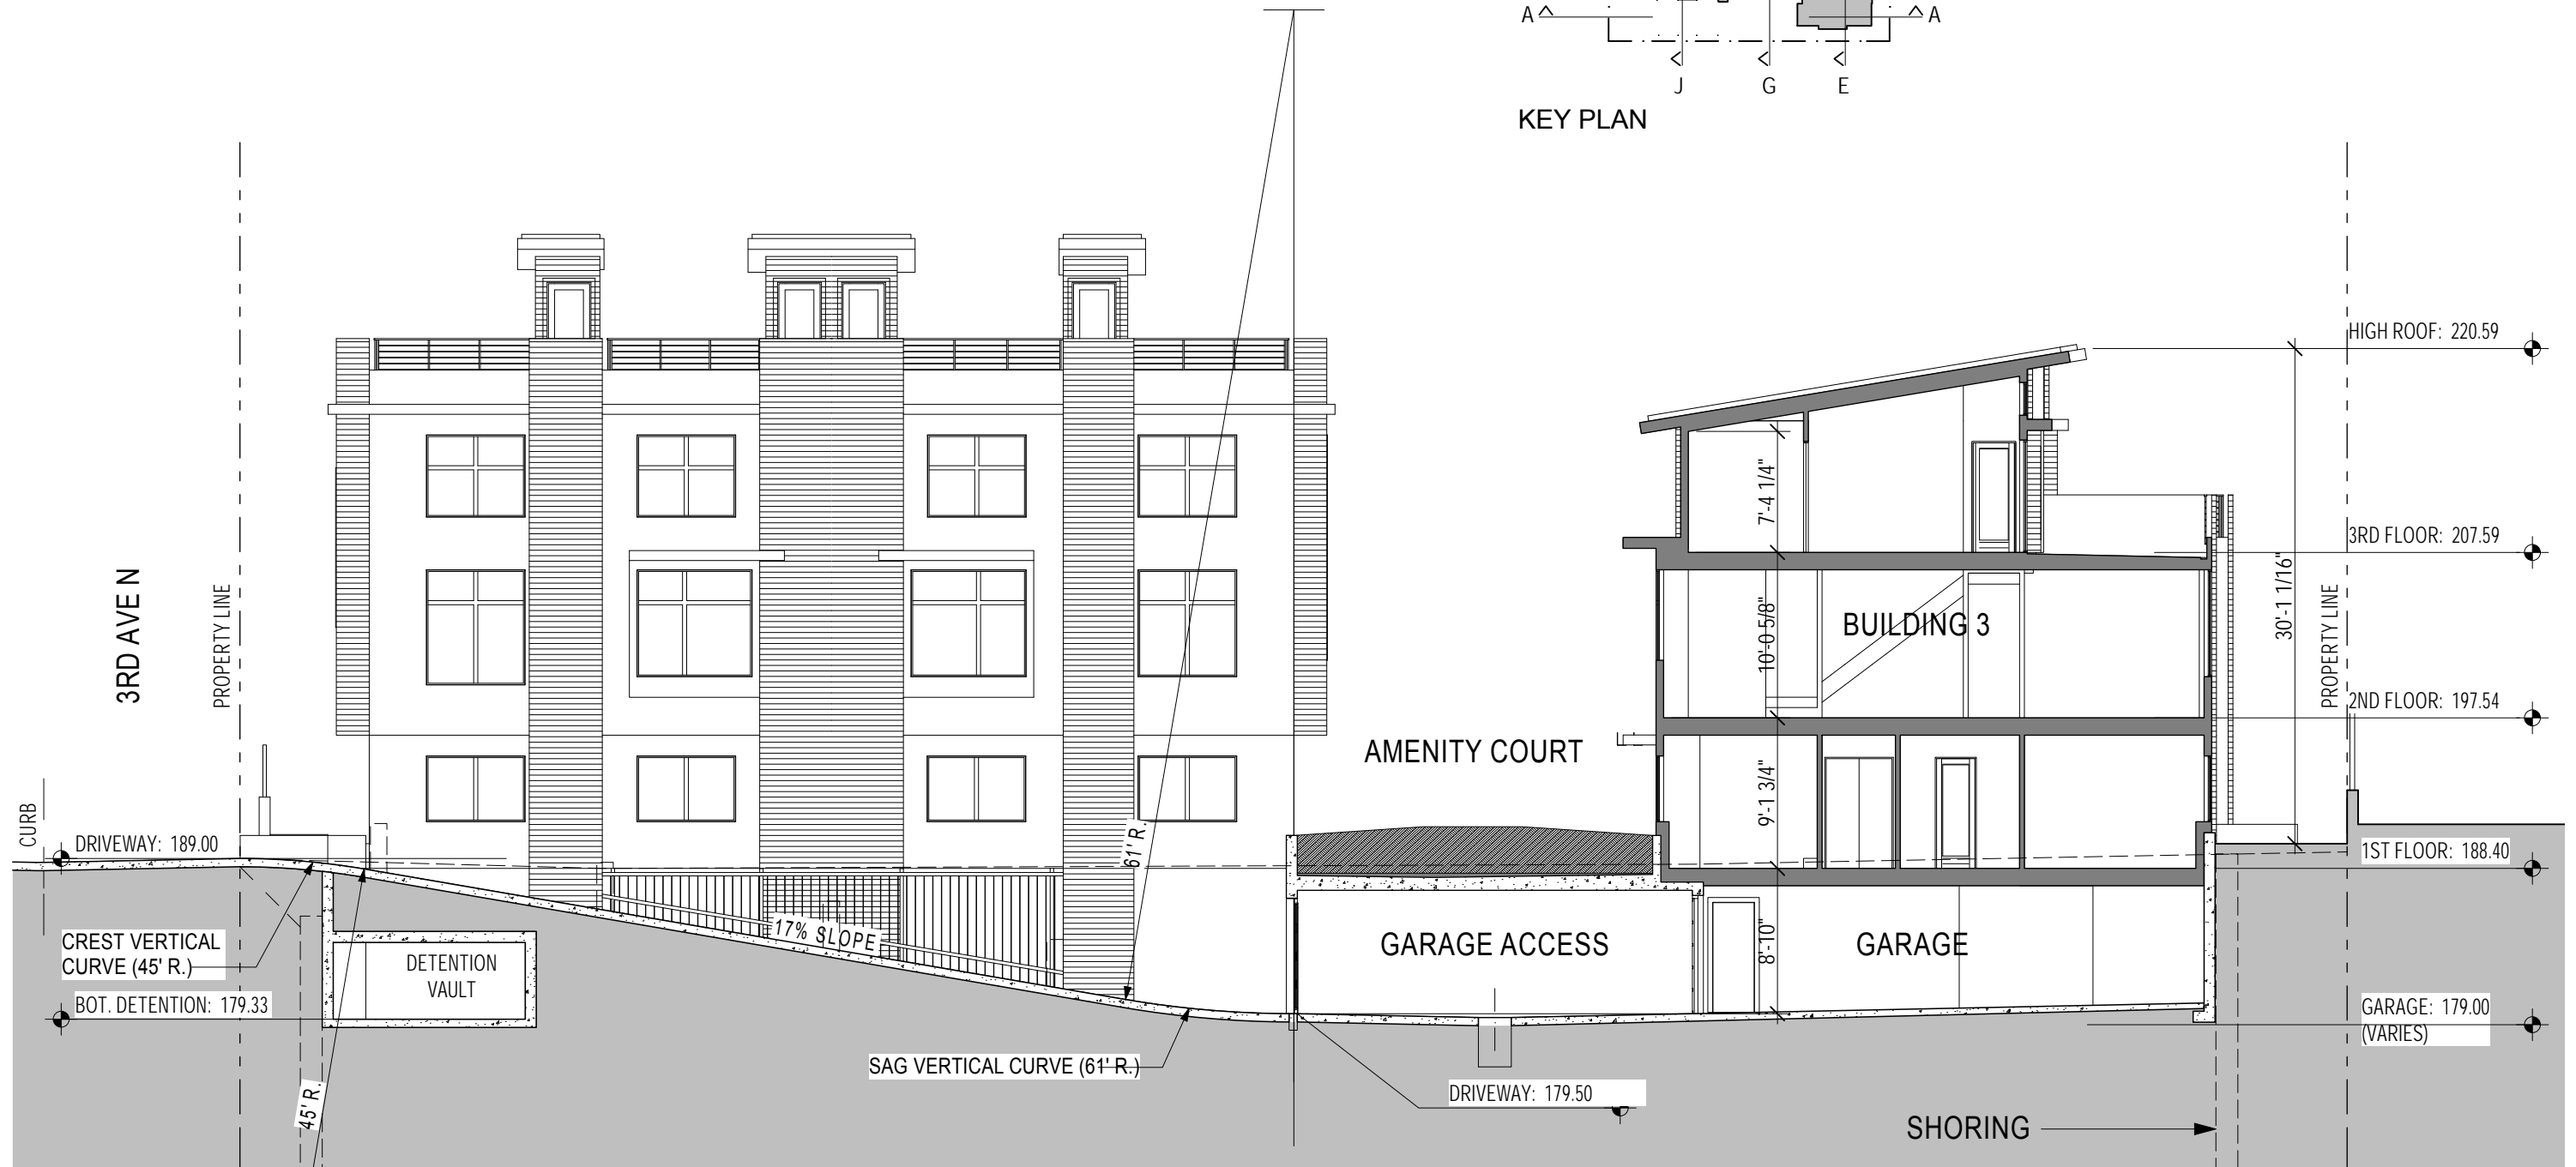 A
A
J
G
E
KEY PLAN
HIGH ROOF: 220.59
7'-4 1/4"
3RD FLOOR: 207.59
3RD AVE N
PROPERTY LINE
10'-0 5/8"
BUILDING 3
30'-1 1/16"
PROPERTY LINE
2ND FLOOR: 197.54
AMENITY COURT
9'-1 3/4"
CURB
DRIVEWAY: 189.00
61' R.
1ST FLOOR: 188.40
CREST VERTICAL
CURVE (45' R.)
17% SLOPE
DETENTION
VAULT
GARAGE ACCESS
8'-10"
GARAGE
BOT. DETENTION: 179.33
GARAGE: 179.00
(VARIES)
SAG VERTICAL CURVE (61' R.)
45' R.
DRIVEWAY: 179.50
SHORING